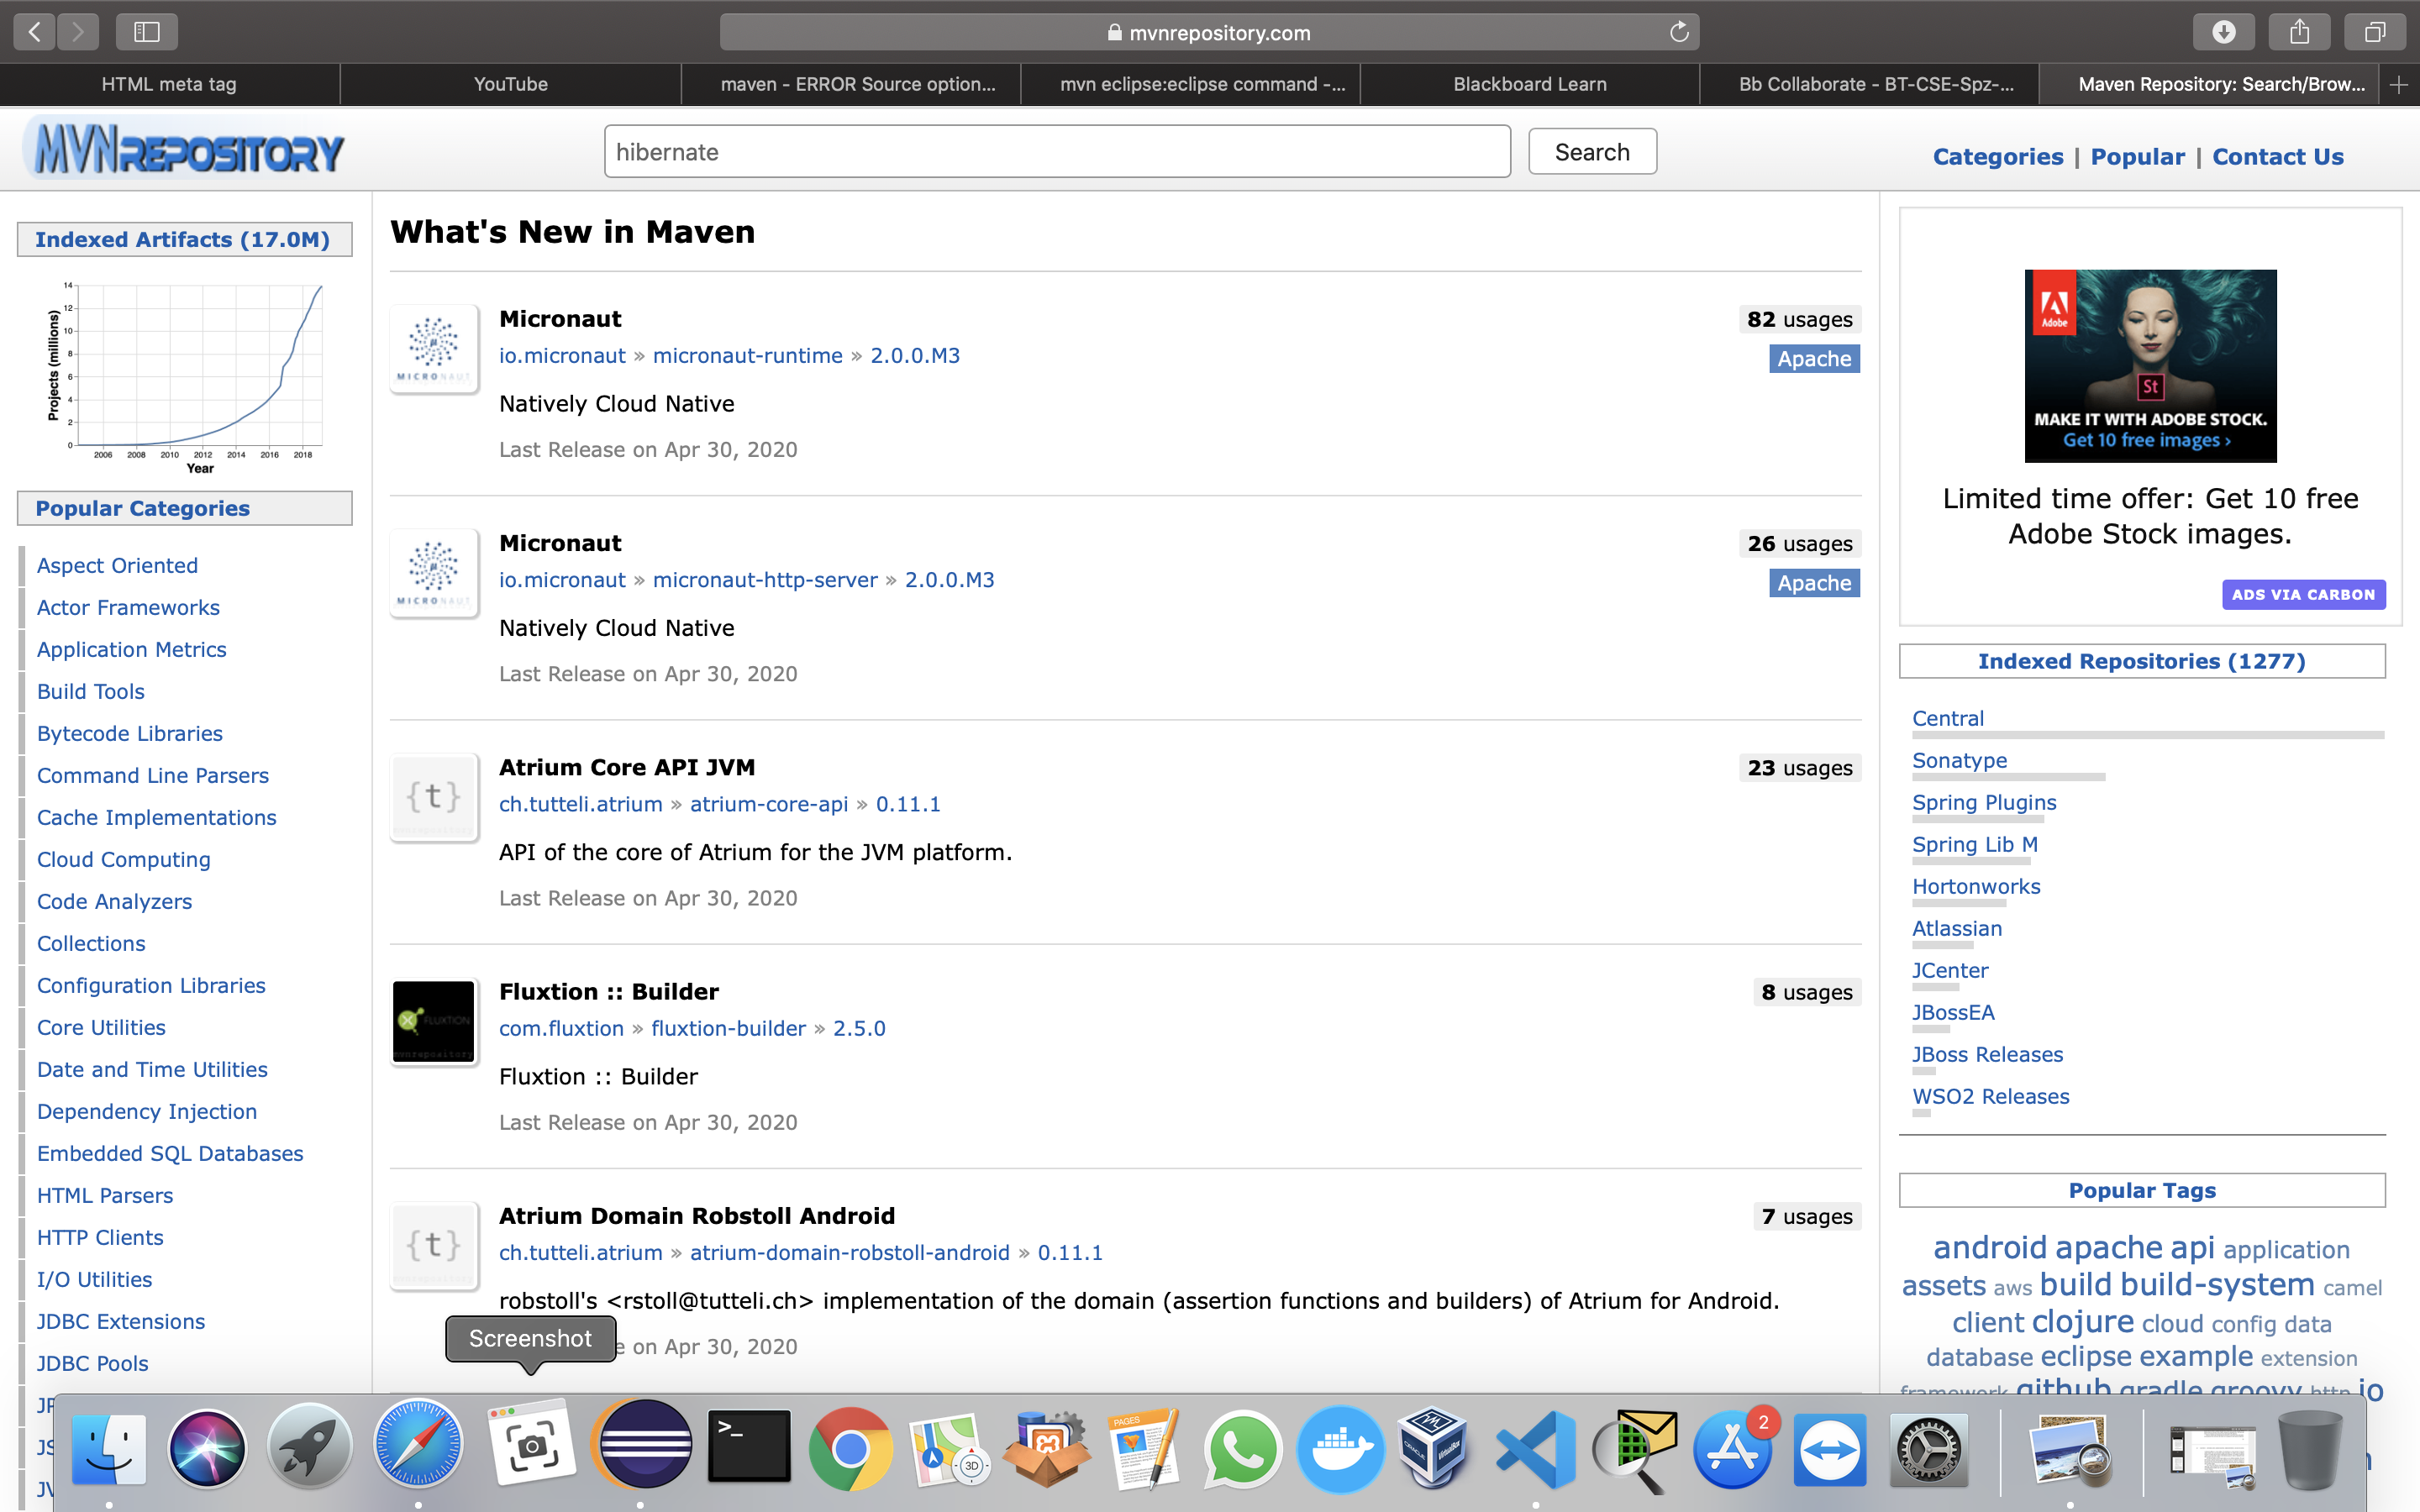 mvnrepository.com
HTML meta tag
YouTube
maven - ERROR Source option...
mvn eclipse:eclipse command -...
Blackboard Learn
Bb Collaborate - BT-CSE-Spz-...
Maven Repository: Search/Brow...
MVNREPOSITORY
hibernate
Search
Categories | Popular | Contact Us
Indexed Artifacts (17.0M)
Projects (millions)
14
12
10
8
6
4
2
0
2006 2008 2010 2012 2014 2016 2018
Year
Popular Categories
Aspect Oriented
Actor Frameworks
Application Metrics
Build Tools
Bytecode Libraries
Command Line Parsers
Cache Implementations
Cloud Computing
Code Analyzers
Collections
Configuration Libraries
Core Utilities
Date and Time Utilities
Dependency Injection
Embedded SQL Databases
HTML Parsers
HTTP Clients
I/O Utilities
JDBC Extensions
JDBC Pools
What's New in Maven
MICRONAUT
Micronaut
82 usages
io.micronaut » micronaut-runtime » 2.0.0.M3
Apache
Natively Cloud Native
Last Release on Apr 30, 2020
MICRONAUT
Micronaut
26 usages
io.micronaut » micronaut-http-server » 2.0.0.M3
Apache
Natively Cloud Native
Last Release on Apr 30, 2020
{t}
Atrium Core API JVM
23 usages
ch.tutteli.atrium » atrium-core-api » 0.11.1
API of the core of Atrium for the JVM platform.
Last Release on Apr 30, 2020
FLUXTION
mvnrepository
Fluxtion :: Builder
8 usages
com.fluxtion » fluxtion-builder » 2.5.0
Fluxtion :: Builder
Last Release on Apr 30, 2020
{t}
Atrium Domain Robstoll Android
7 usages
ch.tutteli.atrium » atrium-domain-robstoll-android » 0.11.1
robstoll's <rstoll@tutteli.ch> implementation of the domain (assertion functions and builders) of Atrium for Android.
on Apr 30, 2020
Screenshot
Adobe
St
MAKE IT WITH ADOBE STOCK.
Get 10 free images ›
Limited time offer: Get 10 free
Adobe Stock images.
ADS VIA CARBON
Indexed Repositories (1277)
Central
Sonatype
Spring Plugins
Spring Lib M
Hortonworks
Atlassian
JCenter
JBossEA
JBoss Releases
WSO2 Releases
Popular Tags
android apache api application
assets aws build build-system camel
client clojure cloud config data
database eclipse example extension
framework github gradle groovy http io
>_
3D
PAGES
2